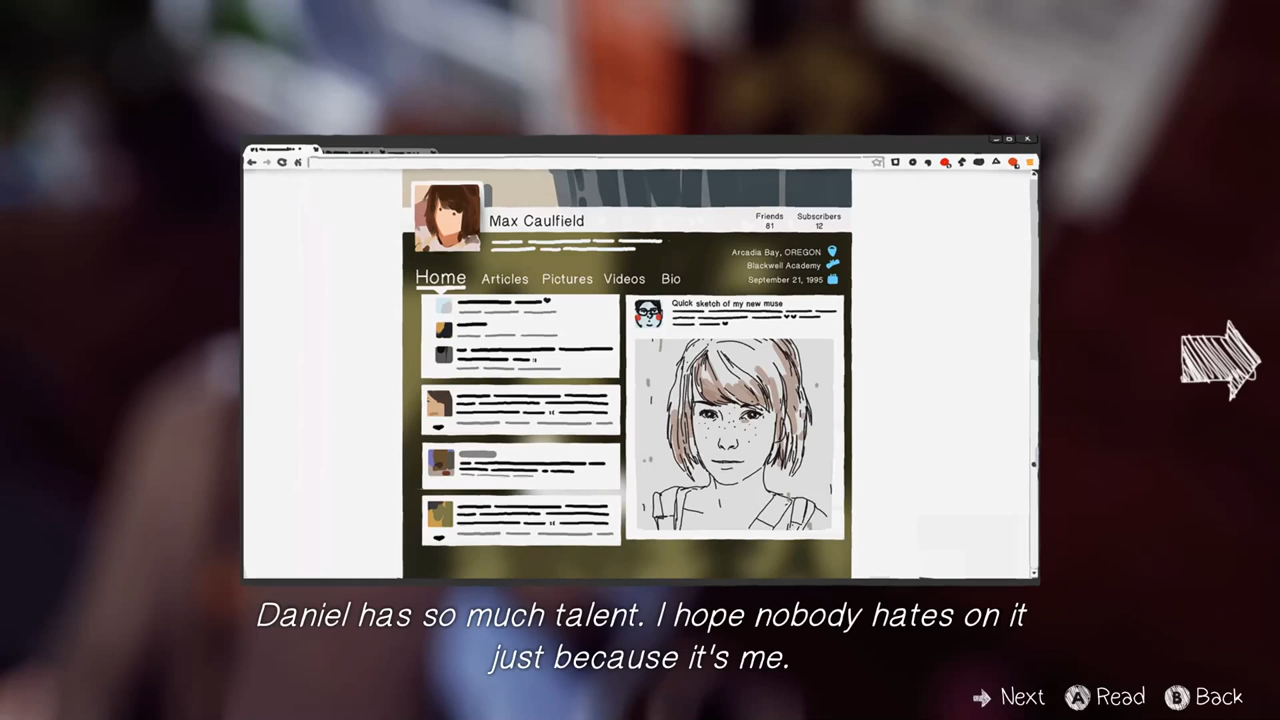 Max Caulfield
Friends
81
Subscribers
12
Arcadia Bay, OREGON
Blackwell Academy
September 21, 1995
Home
Articles
Pictures
Videos
Bio
Quick sketch of my new muse
Daniel has so much talent. I hope nobody hates on it
just because it's me.
Next
A Read
B Back